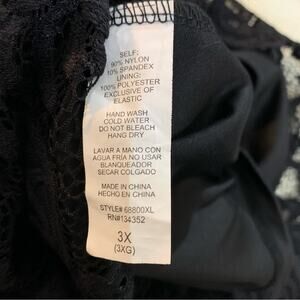 SELF:
90% NYLON
10% SPANDEX
LINING:
100% POLYESTER
EXCLUSIVE OF
ELASTIC
HAND WASH
COLD WATER
DO NOT BLEACH
HANG DRY
LAVAR A MANO CON
AGUA FRÍA NO USAR
BLANQUEADOR
SECAR COLGADO
MADE IN CHINA
HECHO EN CHINA
STYLE# 68800XL
RN#134352
3X
(3XG)